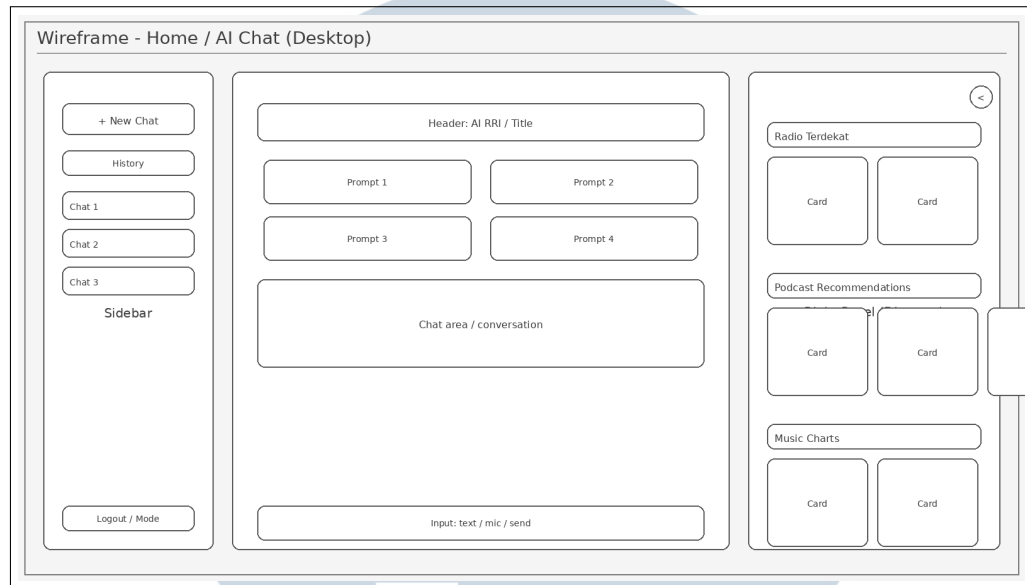 Wireframe - Home / AI Chat (Desktop)
+ New Chat
History
Chat 1
Chat 2
Chat 3
Sidebar
Logout / Mode
Header: AI RRI / Title
Prompt 1
Prompt 2
Prompt 3
Prompt 4
Chat area / conversation
Input: text / mic / send
<
Radio Terdekat
Card
Card
Podcast Recommendations
Card
Card
Music Charts
Card
Card